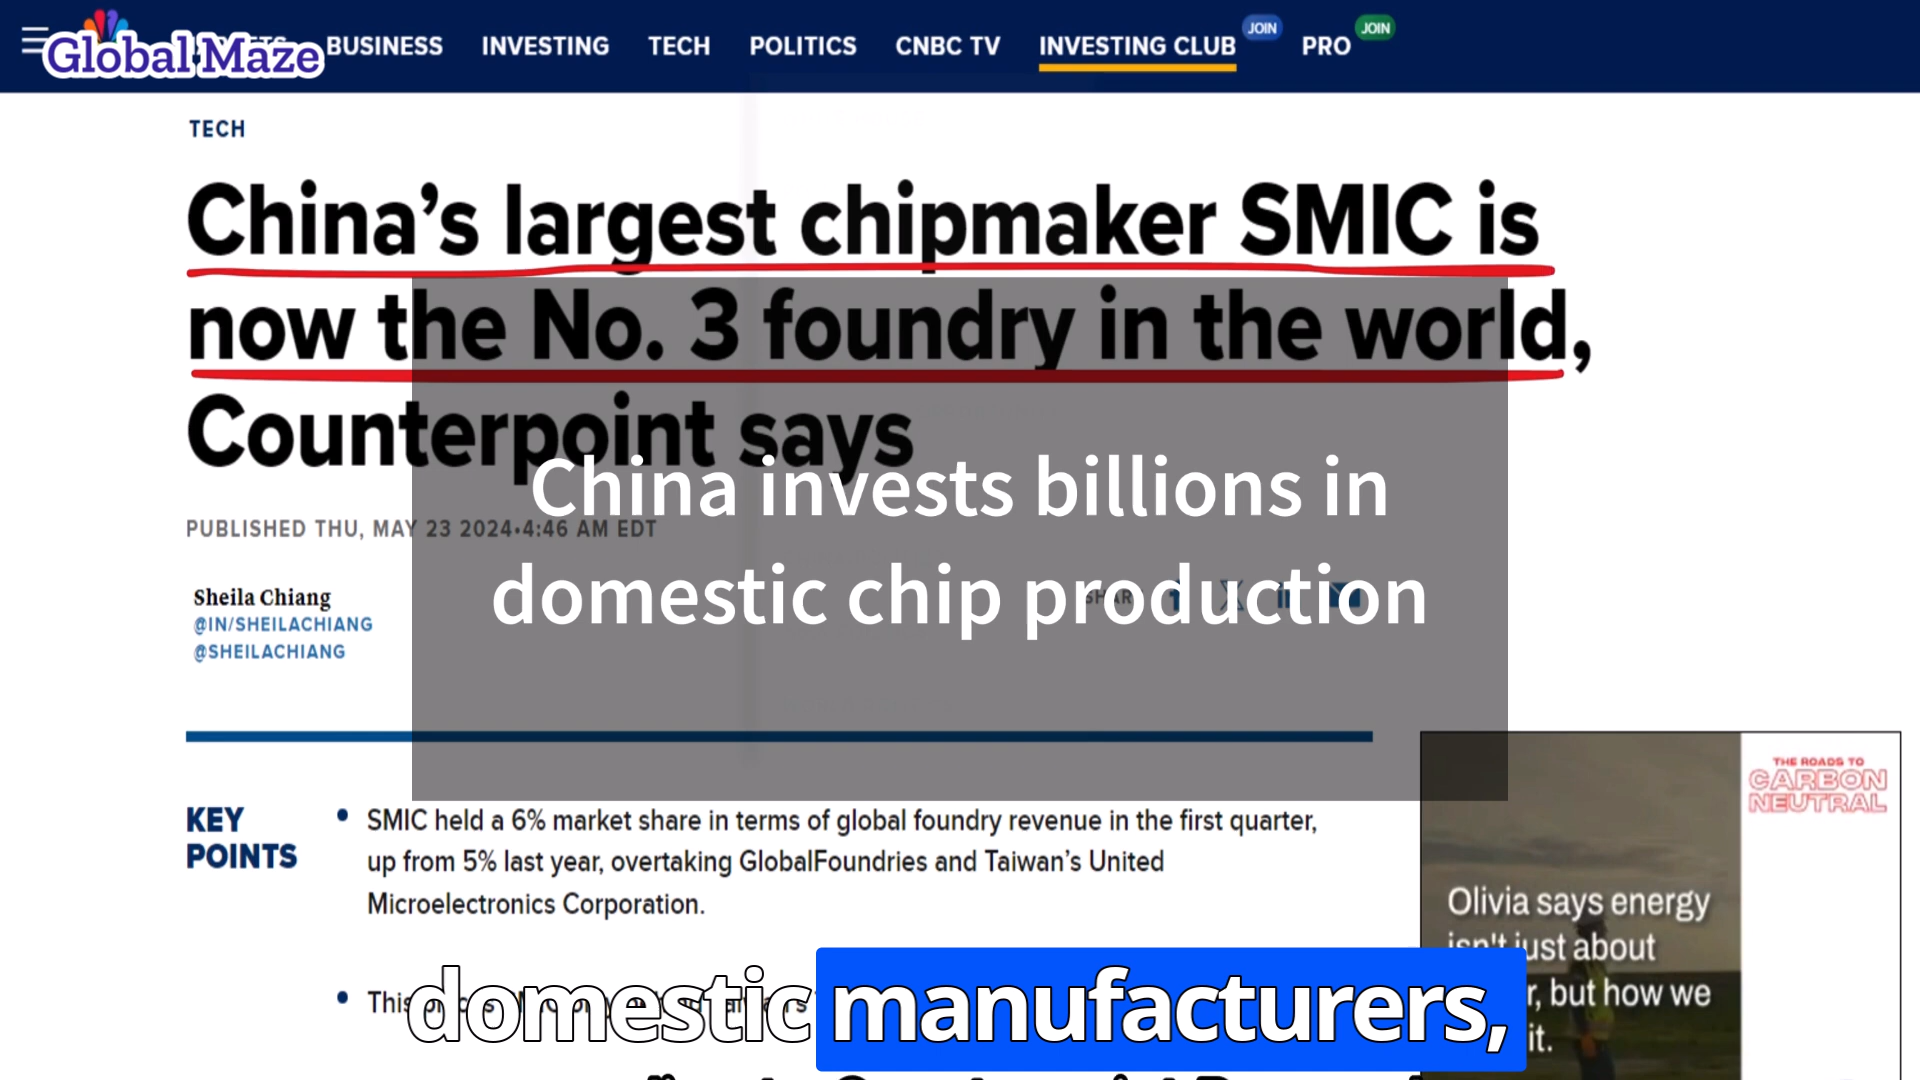 Global Maze
BUSINESS INVESTING TECH POLITICS CNBC TV INVESTING CLUB JOIN PRO JOIN
TECH
China’s largest chipmaker SMIC is
now the No. 3 foundry in the world,
Counterpoint says
PUBLISHED THU, MAY 23 2024•4:46 AM EDT
China invests billions in
domestic chip production
Sheila Chiang
@IN/SHEILACHIANG
@SHEILACHIANG
SHARE
KEY
POINTS
• SMIC held a 6% market share in terms of global foundry revenue in the first quarter,
up from 5% last year, overtaking GlobalFoundries and Taiwan’s United
Microelectronics Corporation.
domestic manufacturers,
THE ROADS TO
CARBON
NEUTRAL
Olivia says energy
isn't just about
but how we
it.